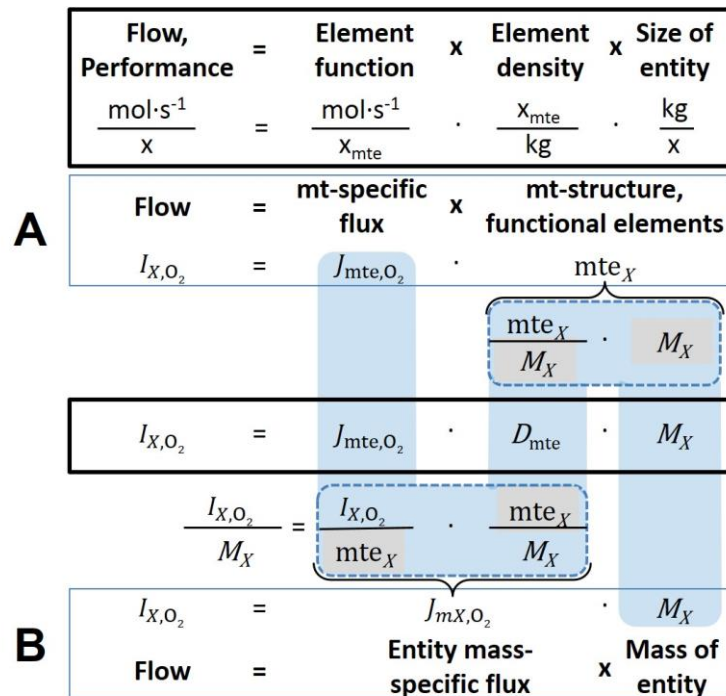 Flow, = Element x Element x Size of
Performance function density entity
mol·s⁻¹/x = mol·s⁻¹/x_mte · x_mte/kg · kg/x
A
Flow = mt-specific x mt-structure,
flux functional elements
I_X,O₂ = J_mte,O₂ · mte_X
mte_X/M_X · M_X
I_X,O₂ = J_mte,O₂ · D_mte · M_X
I_X,O₂/M_X = I_X,O₂/mte_X · mte_X/M_X
I_X,O₂ = J_mX,O₂ · M_X
B
Flow = Entity mass- x Mass of
specific flux entity